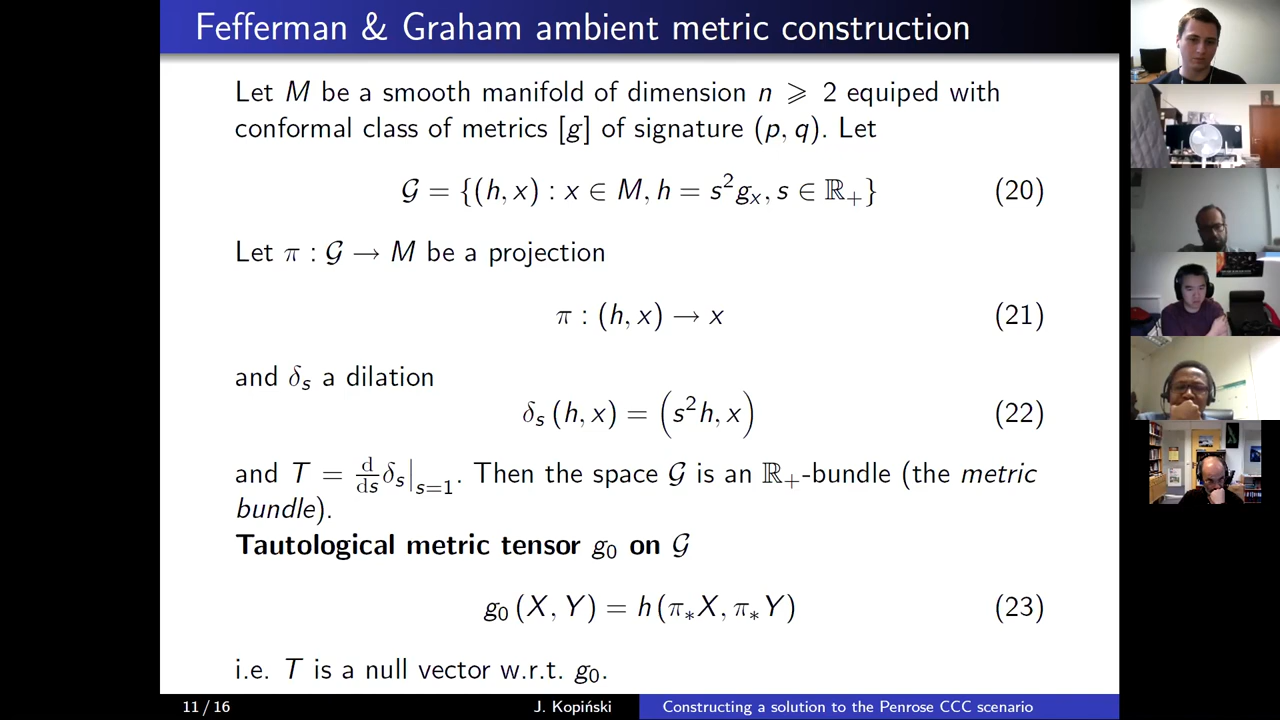 Fefferman & Graham ambient metric construction
Let M be a smooth manifold of dimension n ⩾ 2 equiped with
conformal class of metrics [g] of signature (p, q). Let
𝒢 = {(h, x) : x ∈ M, h = s²gₓ, s ∈ ℝ₊} (20)
Let π : 𝒢 → M be a projection
π : (h, x) → x (21)
and δₛ a dilation
δₛ (h, x) = (s²h, x) (22)
and T = d/ds δₛ|ₛ₌₁. Then the space 𝒢 is an ℝ₊-bundle (the metric
bundle).
Tautological metric tensor g₀ on 𝒢
g₀ (X, Y) = h (π∗X, π∗Y) (23)
i.e. T is a null vector w.r.t. g₀.
11 / 16 J. Kopiński Constructing a solution to the Penrose CCC scenario